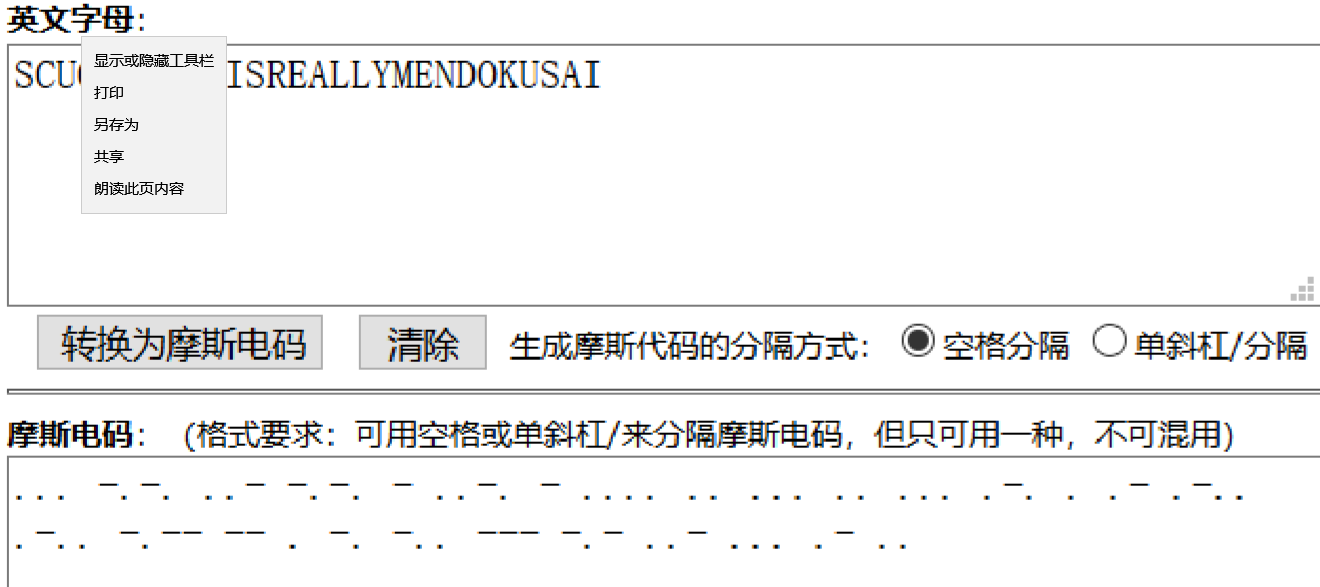 英文字母：
SCU ISREALLYMENDOKUSAI
显示或隐藏工具栏
打印
另存为
共享
朗读此页内容
转换为摩斯电码 清除 生成摩斯代码的分隔方式： 空格分隔 单斜杠/分隔
摩斯电码： （格式要求：可用空格或单斜杠/来分隔摩斯电码，但只可用一种，不可混用)
... -.-. ..- -.-. - ..-. - .... .. ... .. ... .-. . .- .-..
.-.. -.-- -- . -. -.. --- -.- ..- ... .- ..